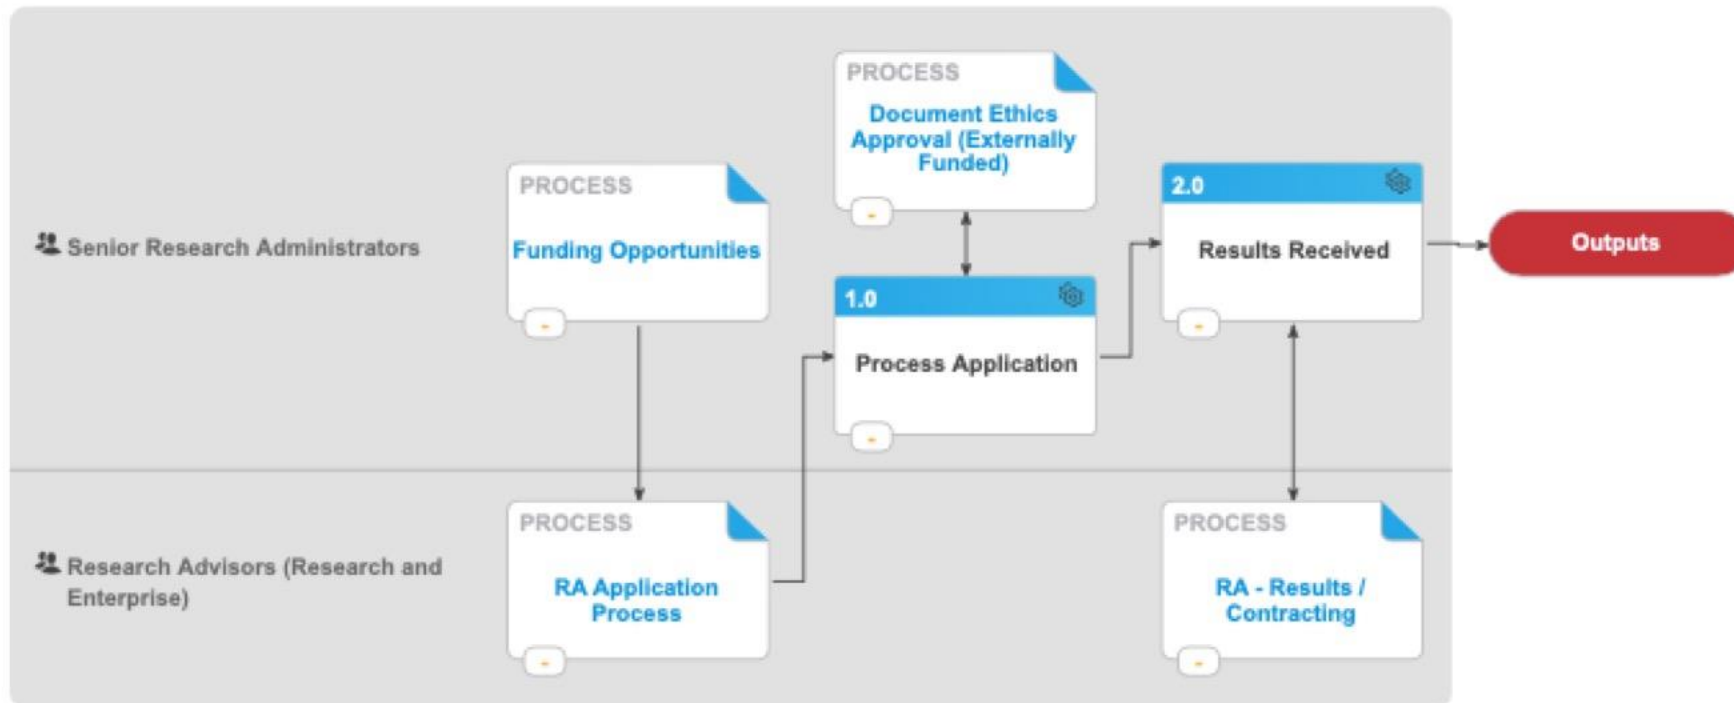 PROCESS
Document Ethics
Approval (Externally
Funded)
-
PROCESS
Funding Opportunities
-
2.0
Results Received
-
Senior Research Administrators
Outputs
1.0
Process Application
-
PROCESS
RA Application
Process
-
PROCESS
RA - Results /
Contracting
-
Research Advisors (Research and
Enterprise)